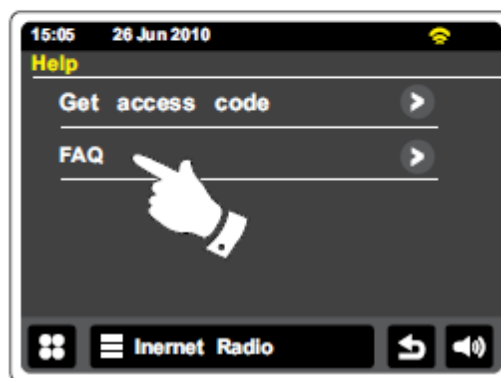 15:05 26 Jun 2010
Help
Get access code
FAQ
Inernet Radio